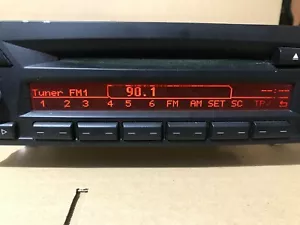 Tuner FM1 90.1 --:--
1 2 3 4 5 6 FM AM SET SC TP